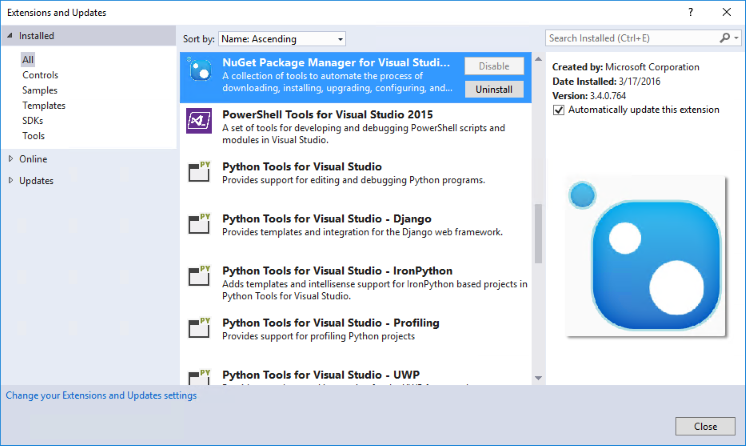 Extensions and Updates
?
Installed
All
Controls
Samples
Templates
SDKs
Tools
Online
Updates
Sort by: Name: Ascending
NuGet Package Manager for Visual Studi...
A collection of tools to automate the process of
downloading, installing, upgrading, configuring, and...
Disable
Uninstall
PowerShell Tools for Visual Studio 2015
A set of tools for developing and debugging PowerShell scripts and
modules in Visual Studio.
PY
Python Tools for Visual Studio
Provides support for editing and debugging Python programs.
PY
Python Tools for Visual Studio - Django
Provides templates and integration for the Django web framework.
PY
Python Tools for Visual Studio - IronPython
Adds templates and intellisense support for IronPython based projects in
Python Tools for Visual Studio.
PY
Python Tools for Visual Studio - Profiling
Provides support for profiling Python projects
PY
Python Tools for Visual Studio - UWP
Search Installed (Ctrl+E)
Created by: Microsoft Corporation
Date Installed: 3/17/2016
Version: 3.4.0.764
Automatically update this extension
Change your Extensions and Updates settings
Close